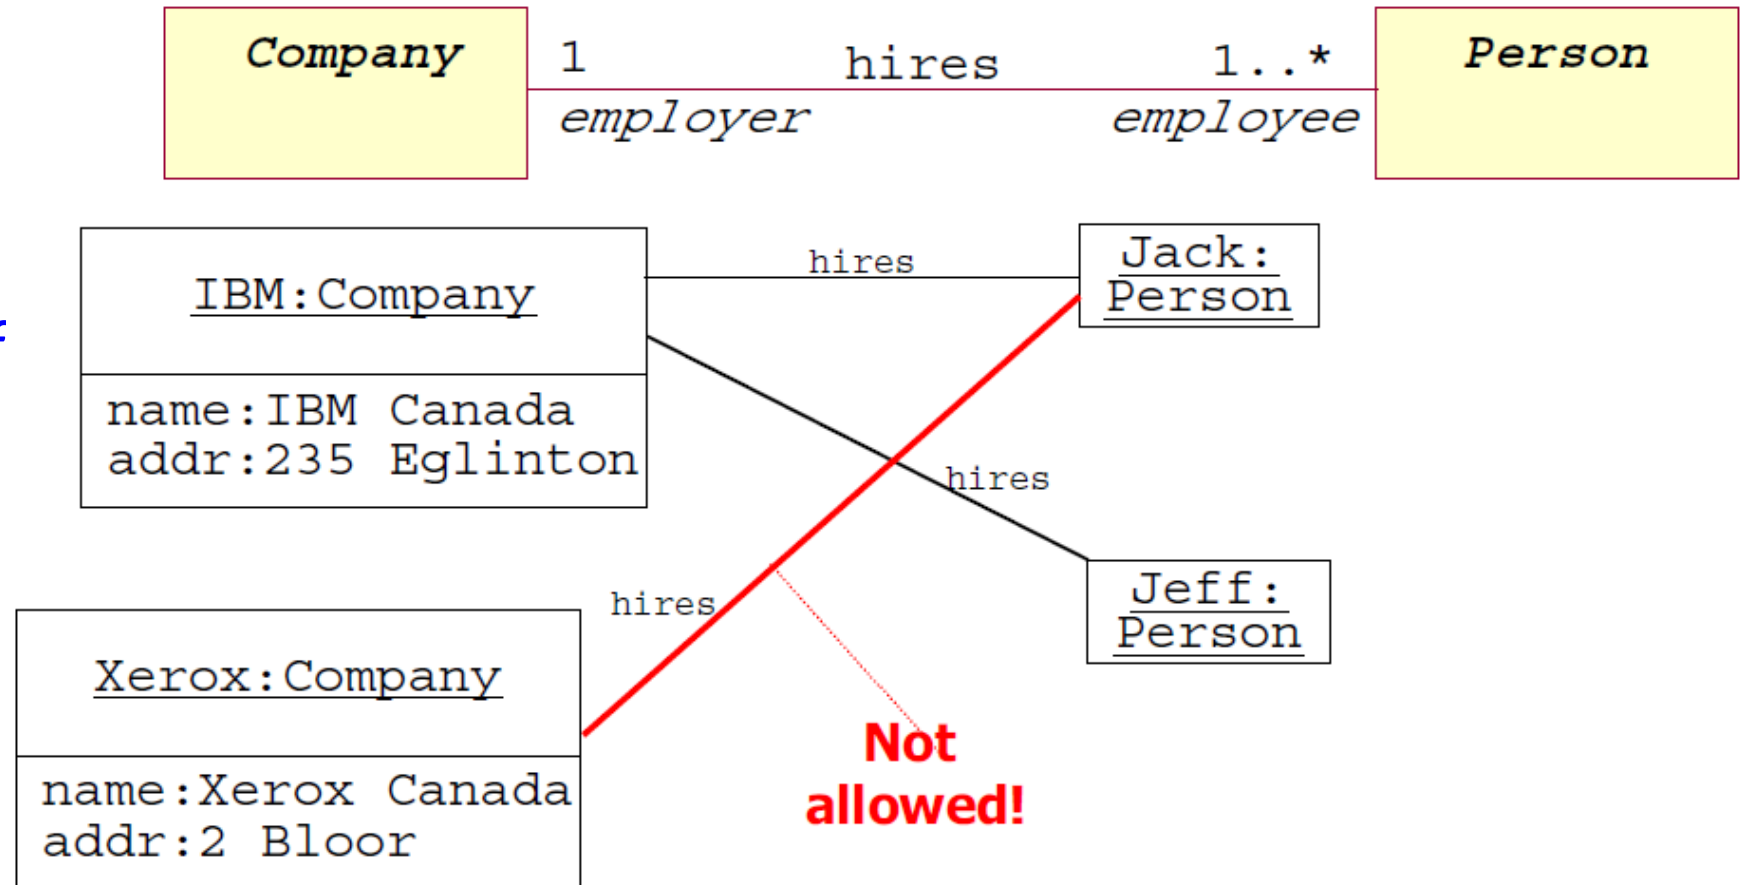 Company 1 hires 1..* Person
employer employee
IBM:Company
name:IBM Canada
addr:235 Eglinton
hires
Jack:
Person
hires
Jeff:
Person
hires
Xerox:Company
name:Xerox Canada
addr:2 Bloor
Not
allowed!